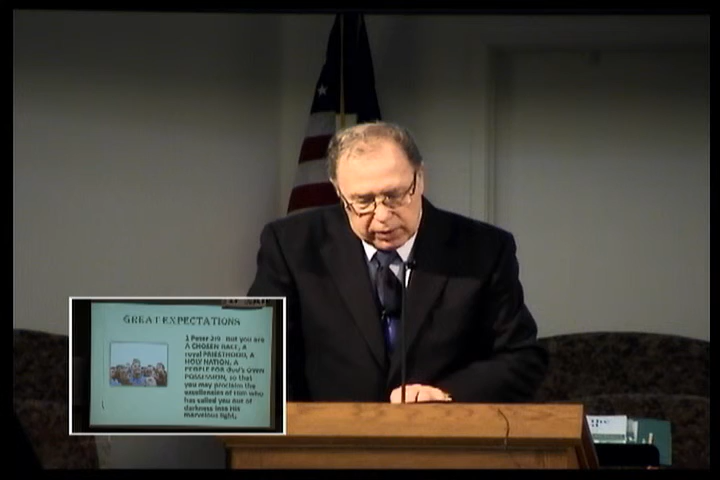 GREAT EXPECTATIONS
1 Peter 2:9 But you are
A CHOSEN RACE, A
royal PRIESTHOOD, A
HOLY NATION, A
PEOPLE FOR God's OWN
POSSESSION, so that
you may proclaim the
excellencies of Him who
has called you out of
darkness into His
marvelous light,
the